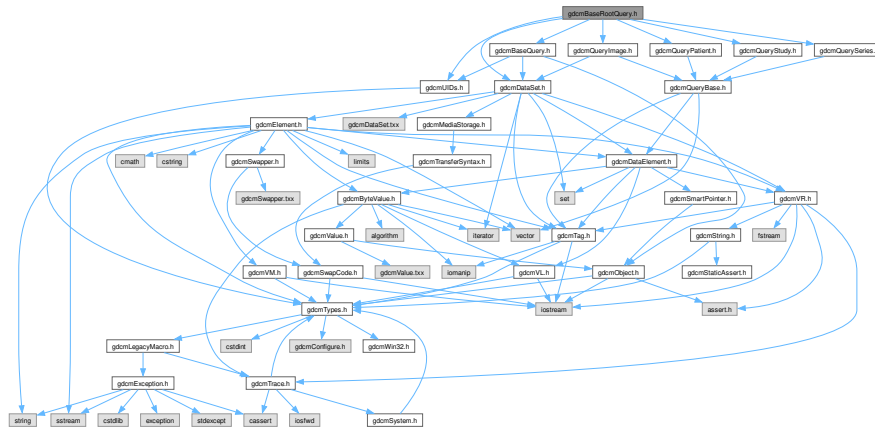 gdcmBaseRootQuery.h
gdcmBaseQuery.h
gdcmQueryImage.h
gdcmQueryPatient.h
gdcmQueryStudy.h
gdcmQuerySeries.
gdcmUIDs.h
gdcmDataSet.h
gdcmQueryBase.h
gdcmElement.h
gdcmDataSet.txx
gdcmMediaStorage.h
cmath
cstring
gdcmSwapper.h
limits
gdcmTransferSyntax.h
gdcmDataElement.h
gdcmSwapper.txx
gdcmByteValue.h
set
gdcmSmartPointer.h
gdcmVR.h
gdcmValue.h
algorithm
iterator
vector
gdcmTag.h
gdcmString.h
fstream
gdcmVM.h
gdcmSwapCode.h
gdcmValue.txx
iomanip
gdcmVL.h
gdcmObject.h
gdcmStaticAssert.h
gdcmTypes.h
iostream
assert.h
gdcmLegacyMacro.h
cstdint
gdcmConfigure.h
gdcmWin32.h
gdcmException.h
gdcmTrace.h
string
sstream
cstdlib
exception
stdexcept
cassert
iosfwd
gdcmSystem.h